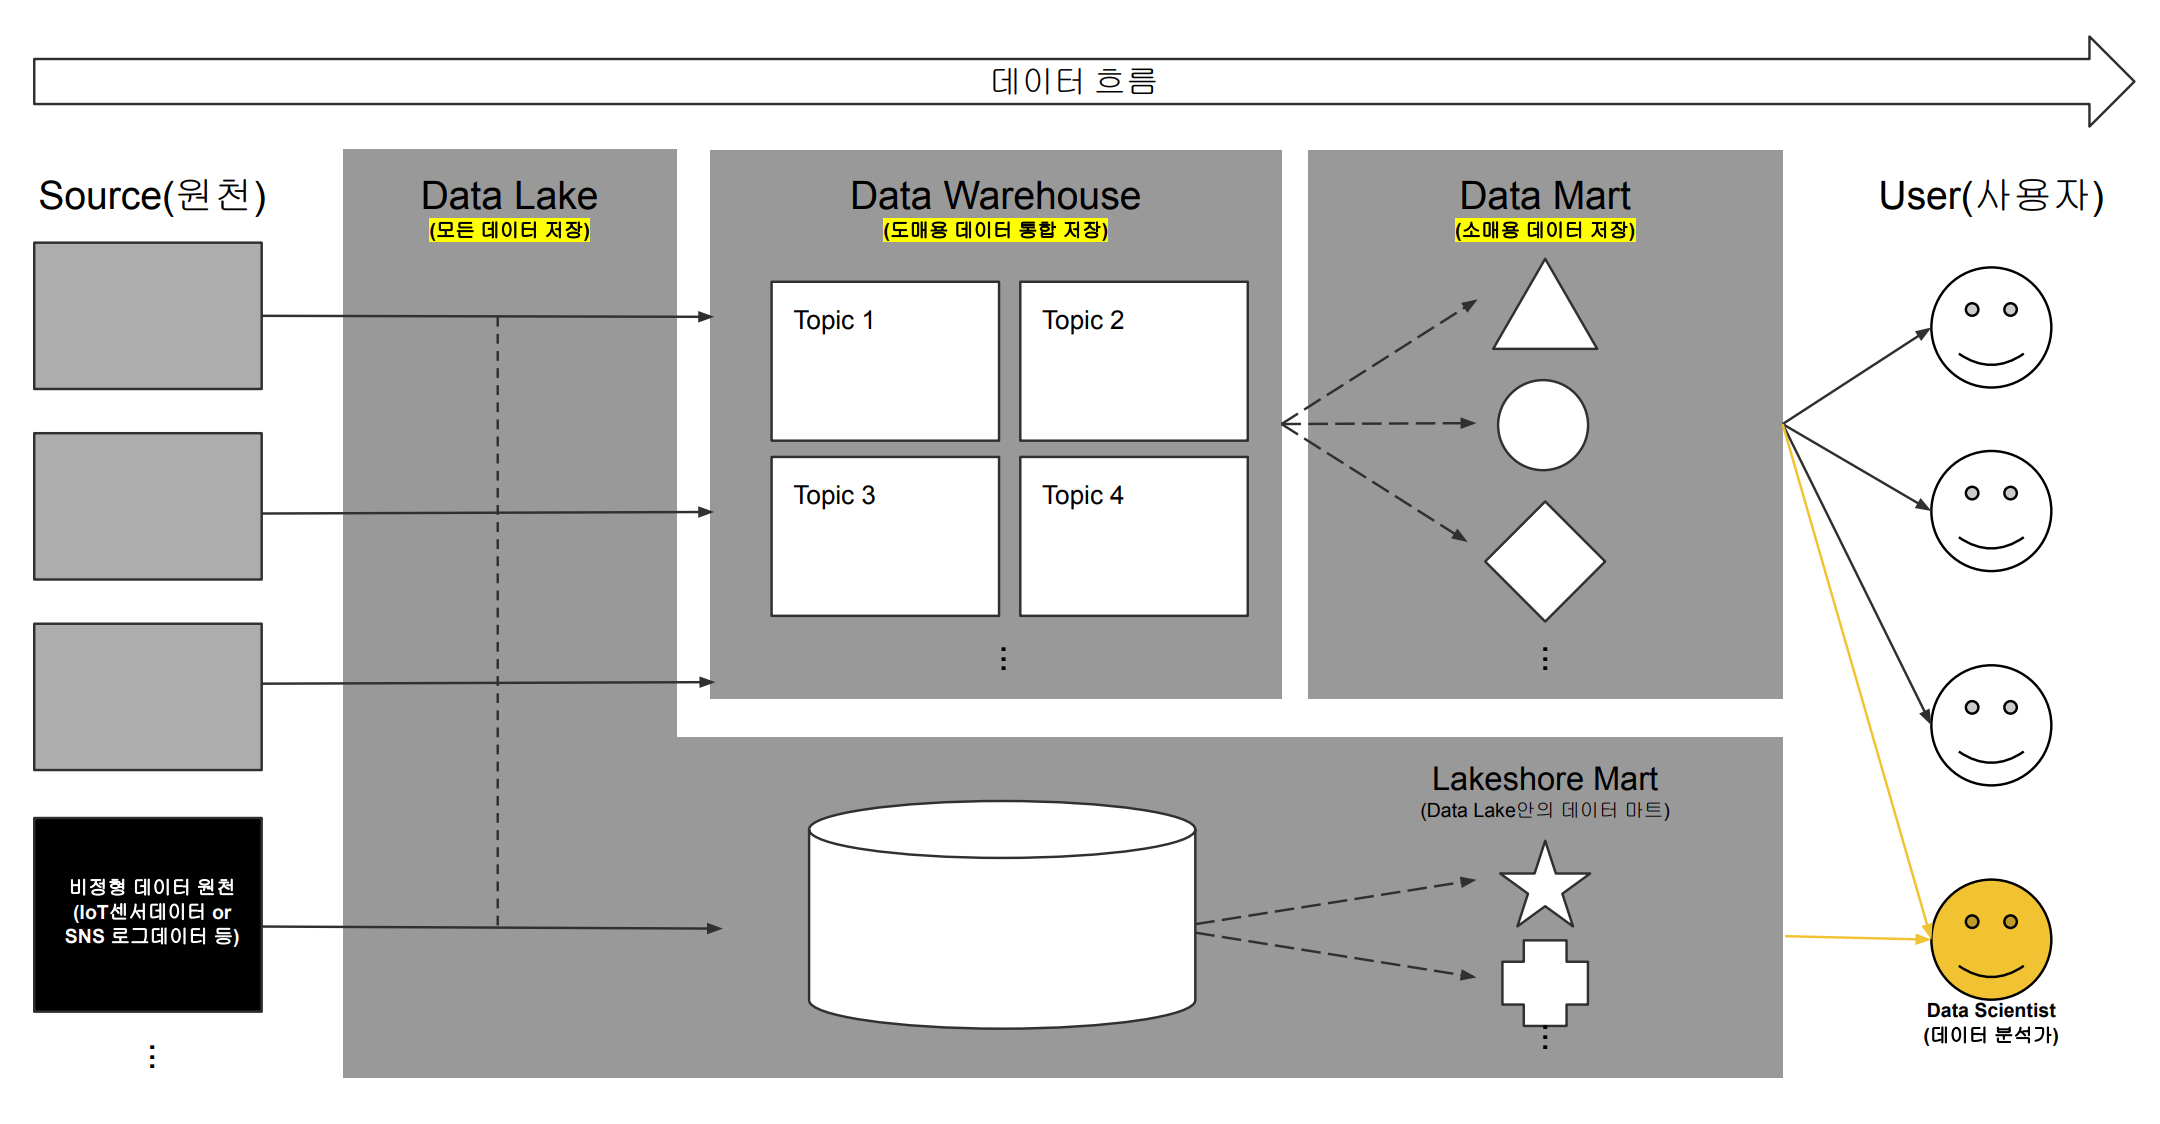 데이터 흐름
Source(원천)
Data Lake
(모든 데이터 저장)
Data Warehouse
(도매용 데이터 통합 저장)
Data Mart
(소매용 데이터 저장)
User(사용자)
Topic 1
Topic 2
Topic 3
Topic 4
⋮
⋮
Lakeshore Mart
(Data Lake안의 데이터 마트)
비정형 데이터 원천
(IoT센서데이터 or
SNS 로그데이터 등)
⋮
⋮
Data Scientist
(데이터 분석가)